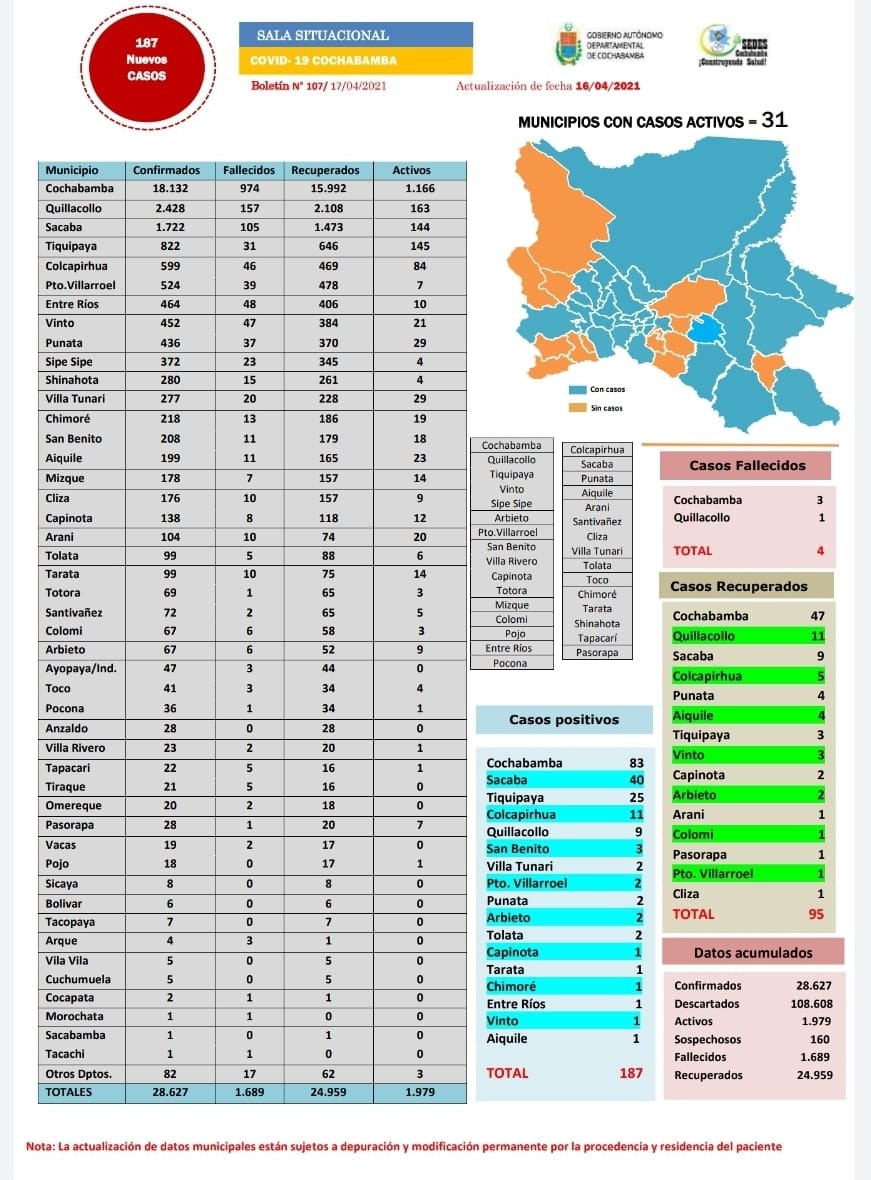 187
Nuevos
CASOS
SALA SITUACIONAL
COVID- 19 COCHABAMBA
Boletín N° 107/ 17/04/2021
Actualización de fecha 16/04/2021
GOBIERNO AUTÓNOMO
DEPARTAMENTAL
DE COCHABAMBA
SEDES
Cochabamba
¡Construyendo Salud!
MUNICIPIOS CON CASOS ACTIVOS = 31
Municipio Confirmados Fallecidos Recuperados Activos
Cochabamba 18.132 974 15.992 1.166
Quillacollo 2.428 157 2.108 163
Sacaba 1.722 105 1.473 144
Tiquipaya 822 31 646 145
Colcapirhua 599 46 469 84
Pto.Villarroel 524 39 478 7
Entre Ríos 464 48 406 10
Vinto 452 47 384 21
Punata 436 37 370 29
Sipe Sipe 372 23 345 4
Shinahota 280 15 261 4
Villa Tunari 277 20 228 29
Chimoré 218 13 186 19
San Benito 208 11 179 18
Aiquile 199 11 165 23
Mizque 178 7 157 14
Cliza 176 10 157 9
Capinota 138 8 118 12
Arani 104 10 74 20
Tolata 99 5 88 6
Tarata 99 10 75 14
Totora 69 1 65 3
Santivañez 72 2 65 5
Colomi 67 6 58 3
Arbieto 67 6 52 9
Ayopaya/Ind. 47 3 44 0
Toco 41 3 34 4
Pocona 36 1 34 1
Anzaldo 28 0 28 0
Villa Rivero 23 2 20 1
Tapacari 22 5 16 1
Tiraque 21 5 16 0
Omereque 20 2 18 0
Pasorapa 28 1 20 7
Vacas 19 2 17 0
Pojo 18 0 17 1
Sicaya 8 0 8 0
Bolivar 6 0 6 0
Tacopaya 7 0 7 0
Arque 4 3 1 0
Vila Vila 5 0 5 0
Cuchumuela 5 0 5 0
Cocapata 2 1 1 0
Morochata 1 1 0 0
Sacabamba 1 0 1 0
Tacachi 1 1 0 0
Otros Dptos. 82 17 62 3
TOTALES 28.627 1.689 24.959 1.979
Con casos
Sin casos
Cochabamba
Quillacollo
Tiquipaya
Vinto
Sipe Sipe
Arbieto
Pto.Villarroel
San Benito
Villa Rivero
Capinota
Totora
Mizque
Colomi
Pojo
Entre Ríos
Pocona
Colcapirhua
Sacaba
Punata
Aiquile
Arani
Santivañez
Cliza
Villa Tunari
Tolata
Toco
Chimoré
Tarata
Shinahota
Tapacarí
Pasorapa
Casos positivos
Cochabamba 83
Sacaba 40
Tiquipaya 25
Colcapirhua 11
Quillacollo 9
San Benito 3
Villa Tunari 2
Pto. Villarroel 2
Punata 2
Arbieto 2
Tolata 2
Capinota 1
Tarata 1
Chimoré 1
Entre Ríos 1
Vinto 1
Aiquile 1
TOTAL 187
Casos Fallecidos
Cochabamba 3
Quillacollo 1
TOTAL 4
Casos Recuperados
Cochabamba 47
Quillacollo 11
Sacaba 9
Colcapirhua 5
Punata 4
Aiquile 4
Tiquipaya 3
Vinto 3
Capinota 2
Arbieto 2
Arani 1
Colomi 1
Pasorapa 1
Pto. Villarroel 1
Cliza 1
TOTAL 95
Datos acumulados
Confirmados 28.627
Descartados 108.608
Activos 1.979
Sospechosos 160
Fallecidos 1.689
Recuperados 24.959
Nota: La actualización de datos municipales están sujetos a depuración y modificación permanente por la procedencia y residencia del paciente